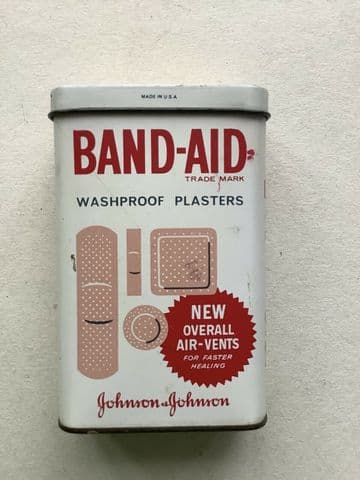 MADE IN U.S.A
BAND-AID
TRADE MARK
WASHPROOF PLASTERS
NEW
OVERALL
AIR-VENTS
FOR FASTER
HEALING
Johnson & Johnson